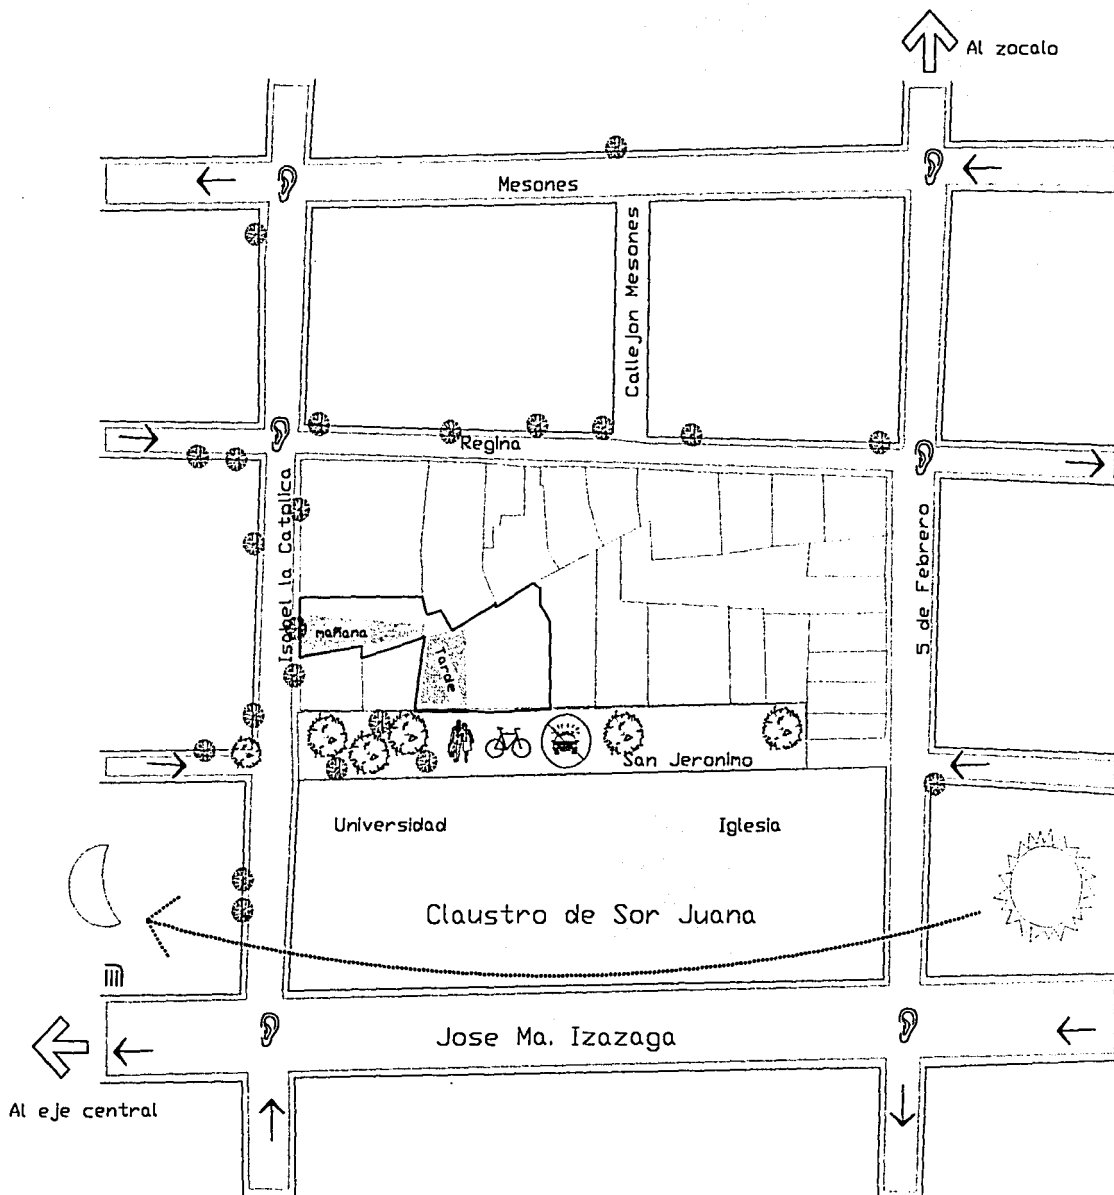 Al zocalo
Mesones
Callejon Mesones
Regina
Isabel la Catolica
5 de Febrero
mañana
Tarde
San Jeronimo
Universidad
Iglesia
Claustro de Sor Juana
Jose Ma. Izazaga
Al eje central